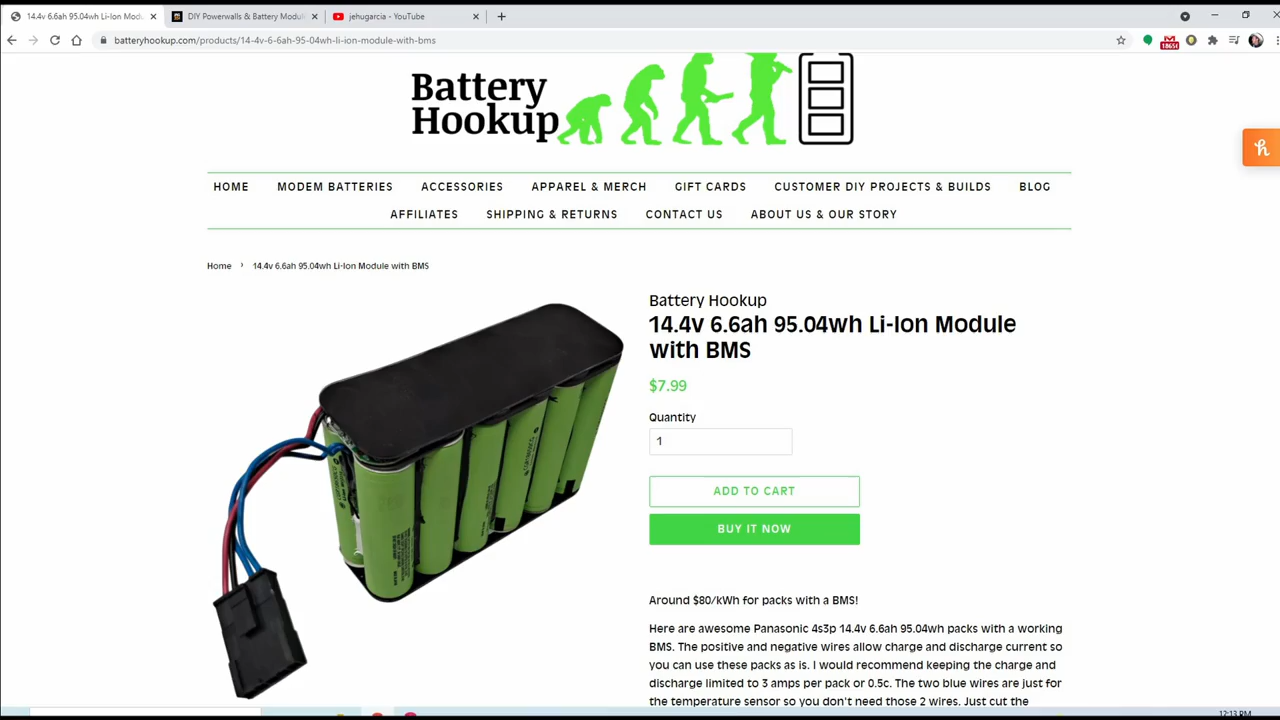 14.4v 6.6ah 95.04wh Li-Ion Modu
DIY Powerwalls & Battery Modul
jehugarcia - YouTube
batteryhookup.com/products/14-4v-6-6ah-95-04wh-li-ion-module-with-bms
Battery
Hookup
HOME MODEM BATTERIES ACCESSORIES APPAREL & MERCH GIFT CARDS CUSTOMER DIY PROJECTS & BUILDS BLOG
AFFILIATES SHIPPING & RETURNS CONTACT US ABOUT US & OUR STORY
Home › 14.4v 6.6ah 95.04wh Li-Ion Module with BMS
Battery Hookup
14.4v 6.6ah 95.04wh Li-Ion Module
with BMS
$7.99
Quantity
1
ADD TO CART
BUY IT NOW
Around $80/kWh for packs with a BMS!
Here are awesome Panasonic 4s3p 14.4v 6.6ah 95.04wh packs with a working
BMS. The positive and negative wires allow charge and discharge current so
you can use these packs as is. I would recommend keeping the charge and
discharge limited to 3 amps per pack or 0.5c. The two blue wires are just for
the temperature sensor so you don't need those 2 wires. Just cut the
12:13 PM